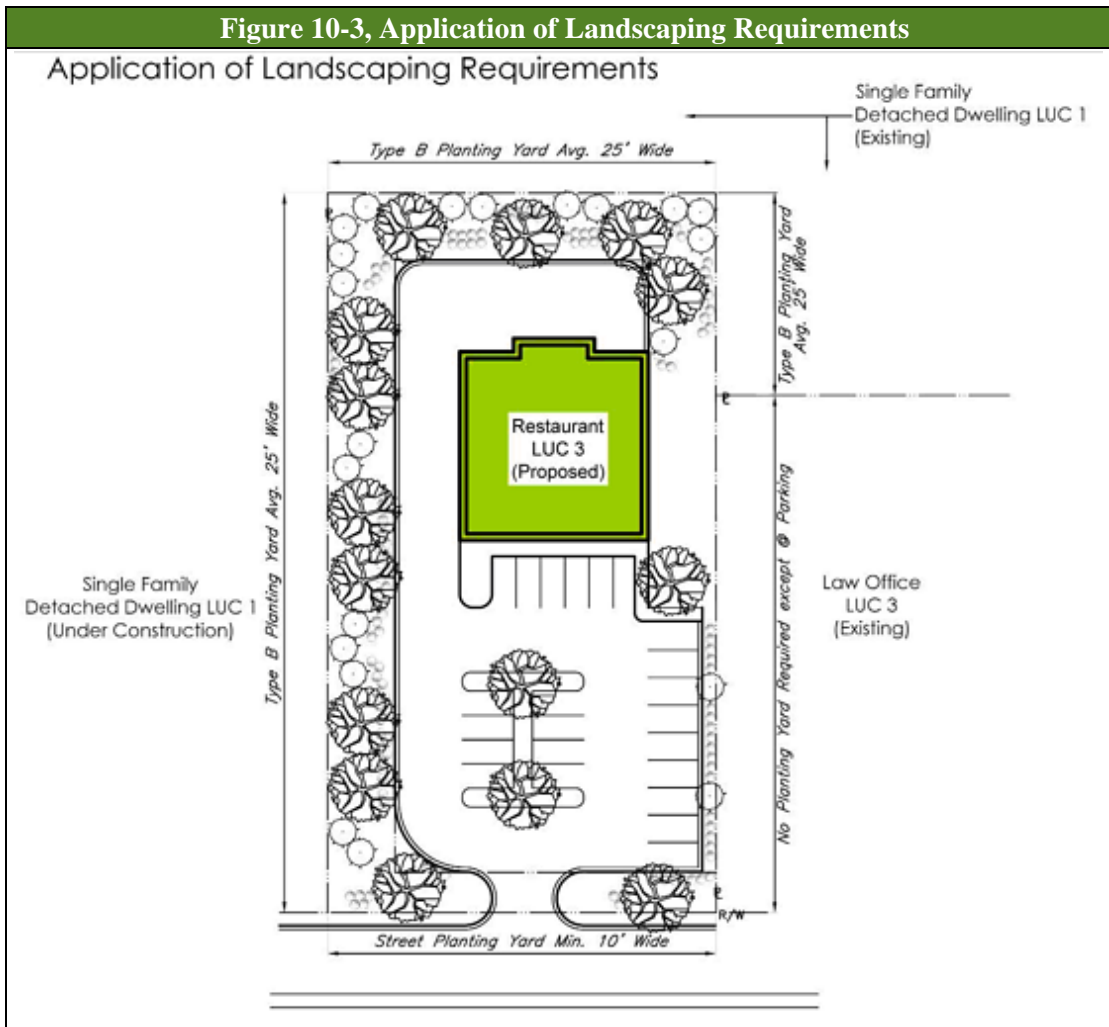 Figure 10-3, Application of Landscaping Requirements
Application of Landscaping Requirements
Single Family
Detached Dwelling LUC 1
(Existing)
Type B Planting Yard Avg. 25' Wide
Type B Planting Yard
Avg. 25' Wide
Type B Planting Yard Avg. 25' Wide
Restaurant
LUC 3
(Proposed)
Single Family
Detached Dwelling LUC 1
(Under Construction)
No Planting Yard Required except @ Parking
Law Office
LUC 3
(Existing)
R/W
Street Planting Yard Min. 10' Wide